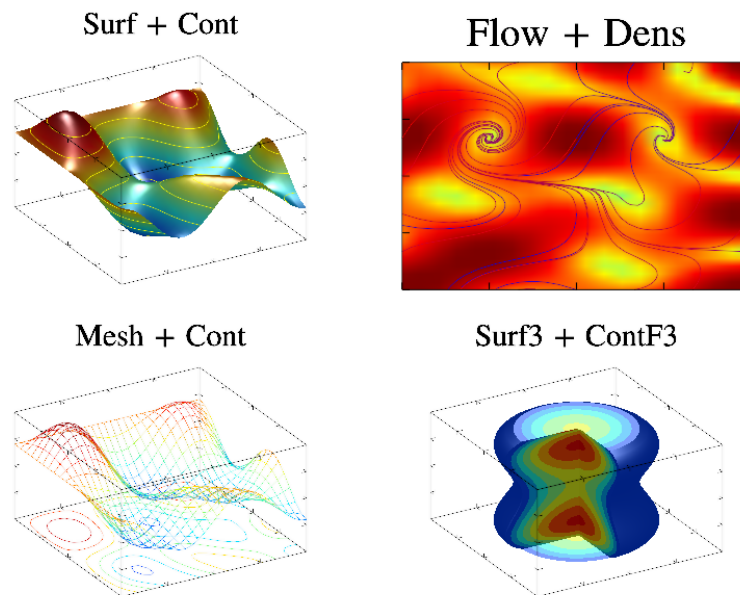 Surf + Cont
Flow + Dens
Mesh + Cont
Surf3 + ContF3